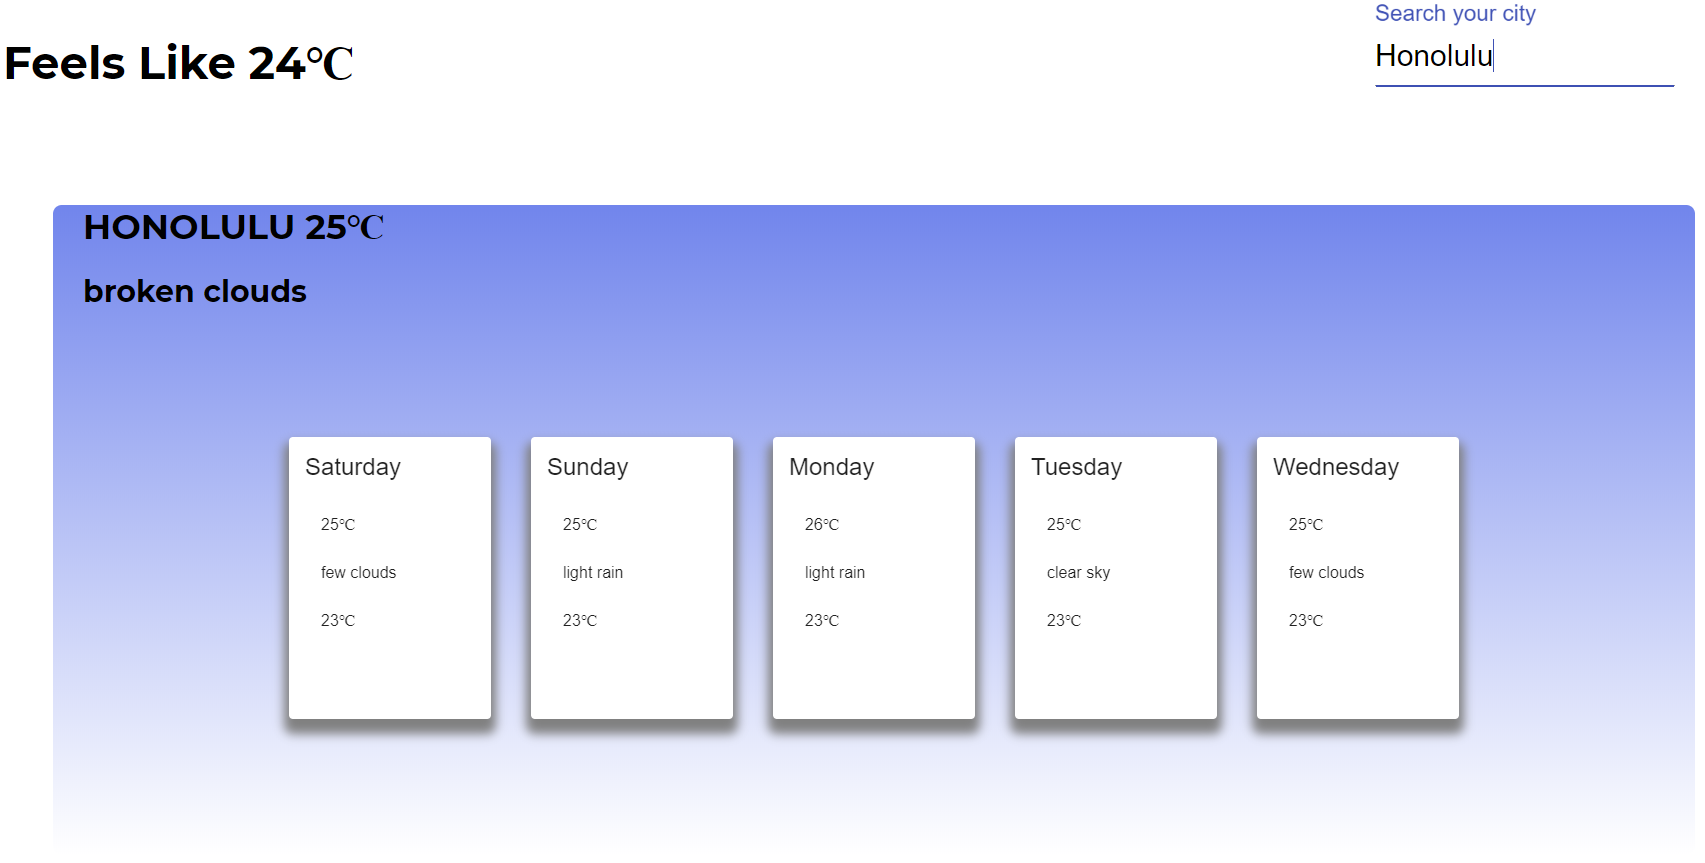 Search your city
Feels Like 24℃
Honolulu
HONOLULU 25℃
broken clouds
Saturday
25℃
few clouds
23℃
Sunday
25℃
light rain
23℃
Monday
26℃
light rain
23℃
Tuesday
25℃
clear sky
23℃
Wednesday
25℃
few clouds
23℃